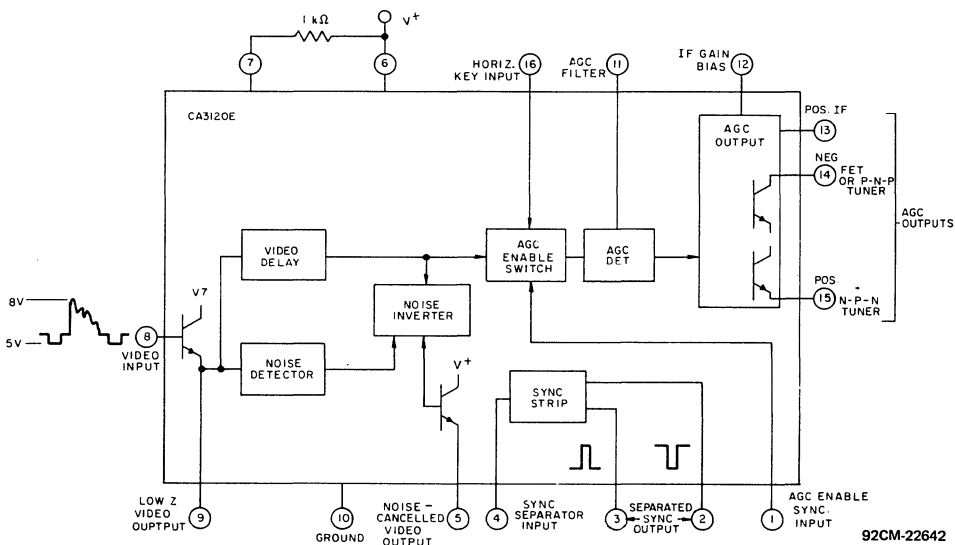 1 kΩ
V+
7
6
HORIZ.
KEY INPUT
16
AGC
FILTER
11
IF GAIN
BIAS
12
CA3120E
AGC
OUTPUT
POS. IF
13
NEG
14
FET
OR P-N-P
TUNER
AGC
OUTPUTS
POS.
15
N-P-N
TUNER
VIDEO
DELAY
AGC
ENABLE
SWITCH
AGC
DET
NOISE
INVERTER
8V
5V
8
VIDEO
INPUT
V7
NOISE
DETECTOR
V+
SYNC
STRIP
LOW Z
VIDEO
OUPTPUT
9
10
GROUND
NOISE –
CANCELLED
VIDEO
OUTPUT
5
4
SYNC
SEPARATOR
INPUT
3
SEPARATED
SYNC
OUTPUT
2
1
AGC ENABLE
SYNC.
INPUT
92CM-22642